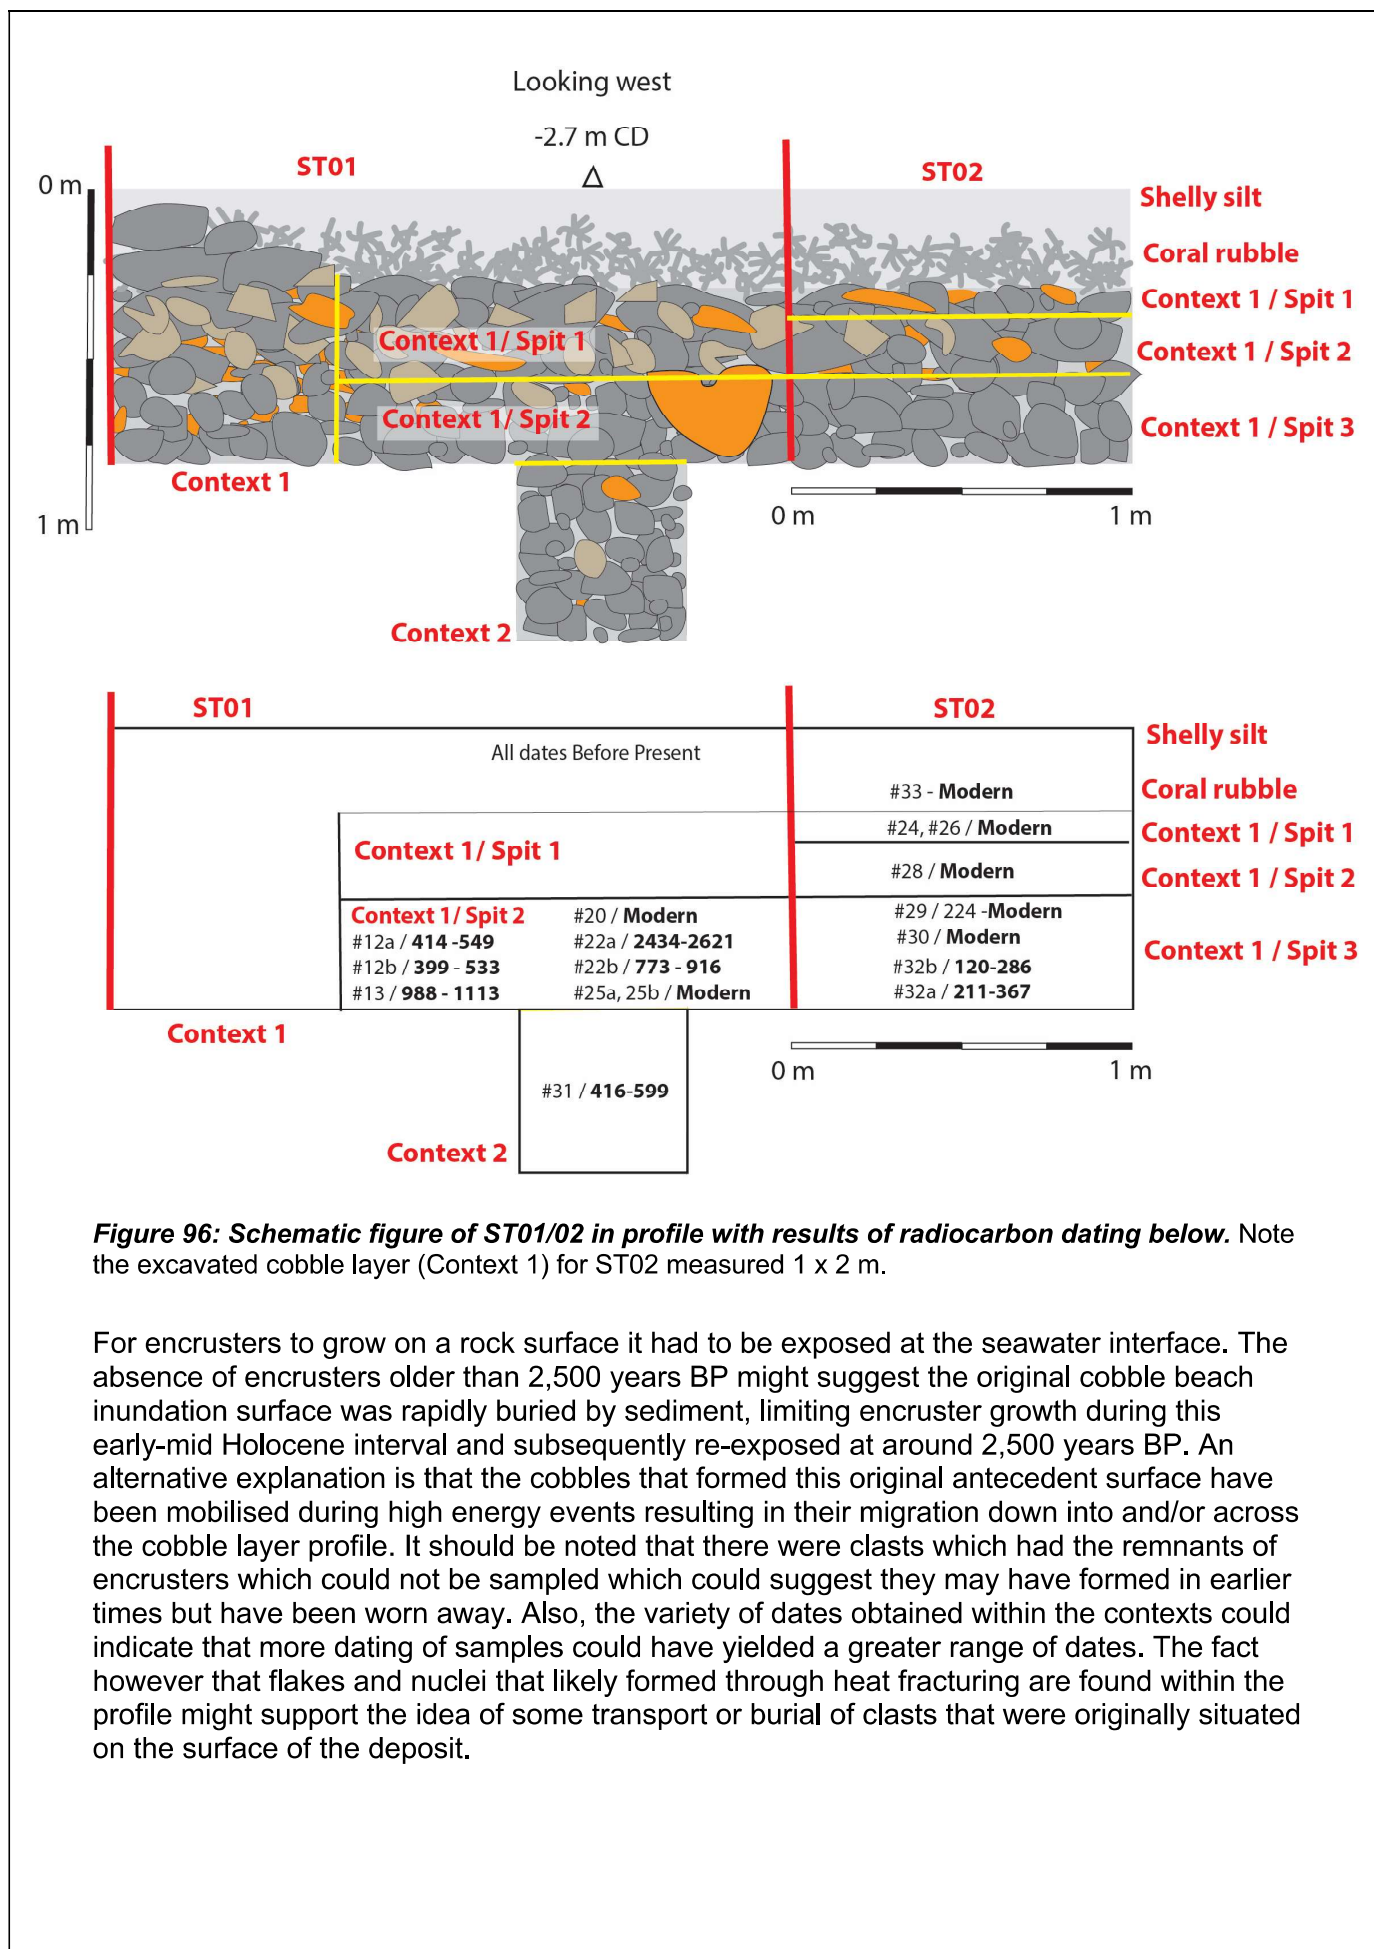 Looking west
-2.7 m CD
ST01
ST02
0 m
Shelly silt
Coral rubble
Context 1 / Spit 1
Context 1/ Spit 1
Context 1 / Spit 2
Context 1/ Spit 2
Context 1 / Spit 3
Context 1
1 m
0 m
1 m
Context 2
ST01
ST02
Shelly silt
All dates Before Present
#33 - Modern
Coral rubble
#24, #26 / Modern
Context 1 / Spit 1
Context 1/ Spit 1
#28 / Modern
Context 1 / Spit 2
Context 1/ Spit 2
#12a / 414 -549
#12b / 399 - 533
#13 / 988 - 1113
#20 / Modern
#22a / 2434-2621
#22b / 773 - 916
#25a, 25b / Modern
#29 / 224 -Modern
#30 / Modern
#32b / 120-286
#32a / 211-367
Context 1 / Spit 3
Context 1
0 m
1 m
#31 / 416-599
Context 2
Figure 96: Schematic figure of ST01/02 in profile with results of radiocarbon dating below. Note
the excavated cobble layer (Context 1) for ST02 measured 1 x 2 m.
For encrusters to grow on a rock surface it had to be exposed at the seawater interface. The
absence of encrusters older than 2,500 years BP might suggest the original cobble beach
inundation surface was rapidly buried by sediment, limiting encruster growth during this
early-mid Holocene interval and subsequently re-exposed at around 2,500 years BP. An
alternative explanation is that the cobbles that formed this original antecedent surface have
been mobilised during high energy events resulting in their migration down into and/or across
the cobble layer profile. It should be noted that there were clasts which had the remnants of
encrusters which could not be sampled which could suggest they may have formed in earlier
times but have been worn away. Also, the variety of dates obtained within the contexts could
indicate that more dating of samples could have yielded a greater range of dates. The fact
however that flakes and nuclei that likely formed through heat fracturing are found within the
profile might support the idea of some transport or burial of clasts that were originally situated
on the surface of the deposit.